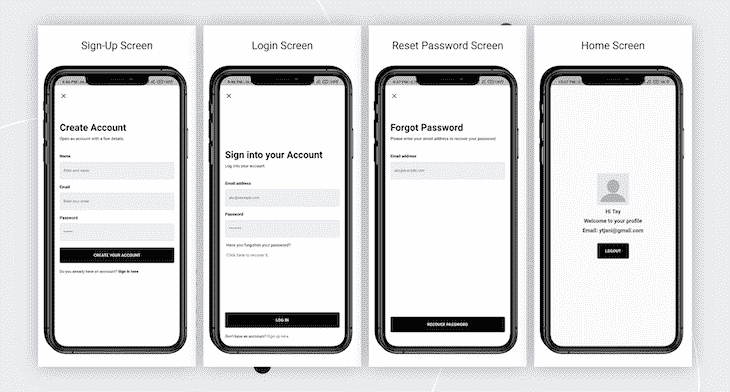 Sign-Up Screen
Create Account
Open an account with a few details.
Name
Enter your name
Email
Enter your email
Password
CREATE YOUR ACCOUNT
Do you already have an account? Sign in here
Login Screen
Sign into your Account
Log into your account
Email address
abc@example.com
Password
Have you forgotten your password?
Click here to recover it.
LOG IN
Don't have an account? Sign up here
Reset Password Screen
Forgot Password
Please enter your email address to recover your password.
Email address
abc@example.com
RECOVER PASSWORD
Home Screen
Hi Tay
Welcome to your profile
Email: ytjani@gmail.com
LOGOUT